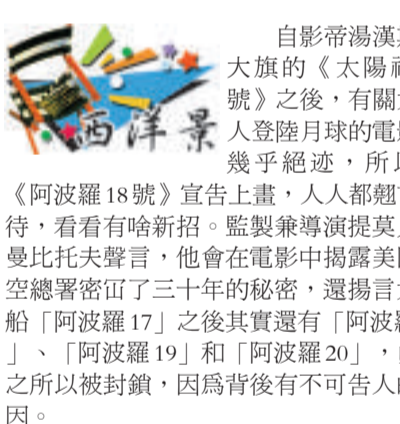 西洋景
自影帝湯漢
大旗的《太陽神
號》之後，有關
人登陸月球的電影
幾乎絕迹，所以
《阿波羅18號》宣告上畫，人人都翹
待，看看有啥新招。監製兼導演提莫
曼比托夫聲言，他會在電影中揭露美國
空總署密冚了三十年的秘密，還揚言
船「阿波羅17」之後其實還有「阿波羅
」、「阿波羅19」和「阿波羅20」，
之所以被封鎖，因爲背後有不可告人的
因。